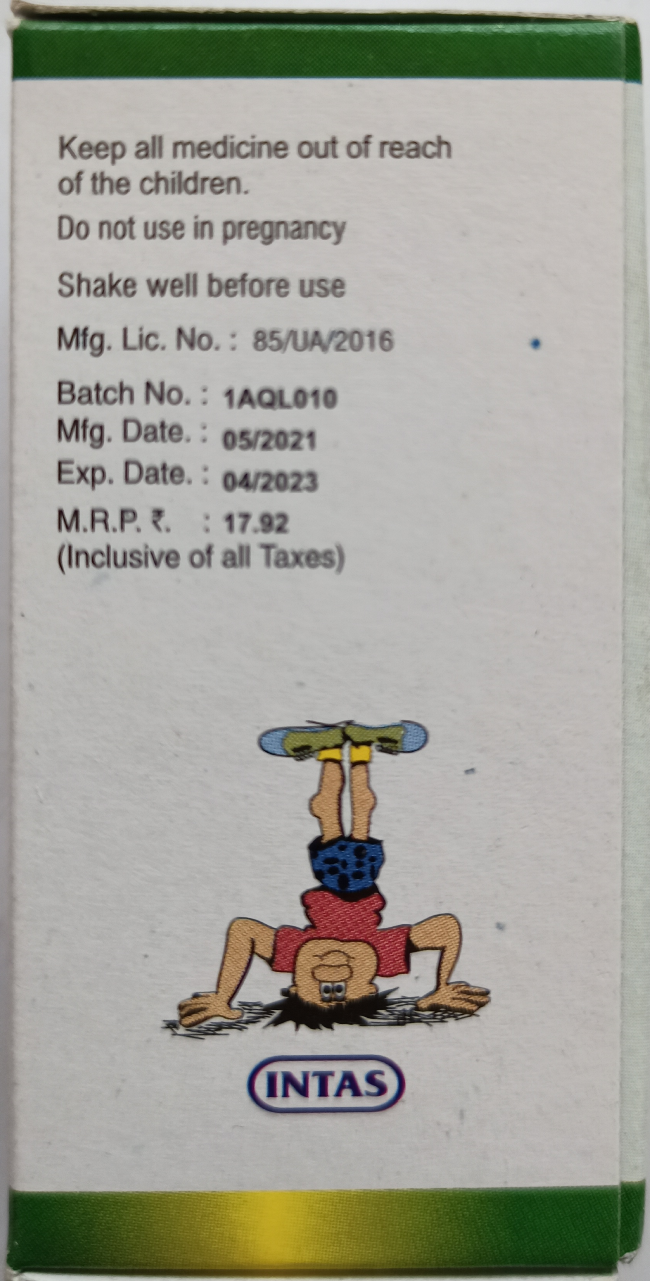 Keep all medicine out of reach
of the children.
Do not use in pregnancy
Shake well before use
Mfg. Lic. No. : 85/UA/2016
Batch No. : 1AQL010
Mfg. Date. : 05/2021
Exp. Date. : 04/2023
M.R.P. ₹. : 17.92
(Inclusive of all Taxes)
INTAS